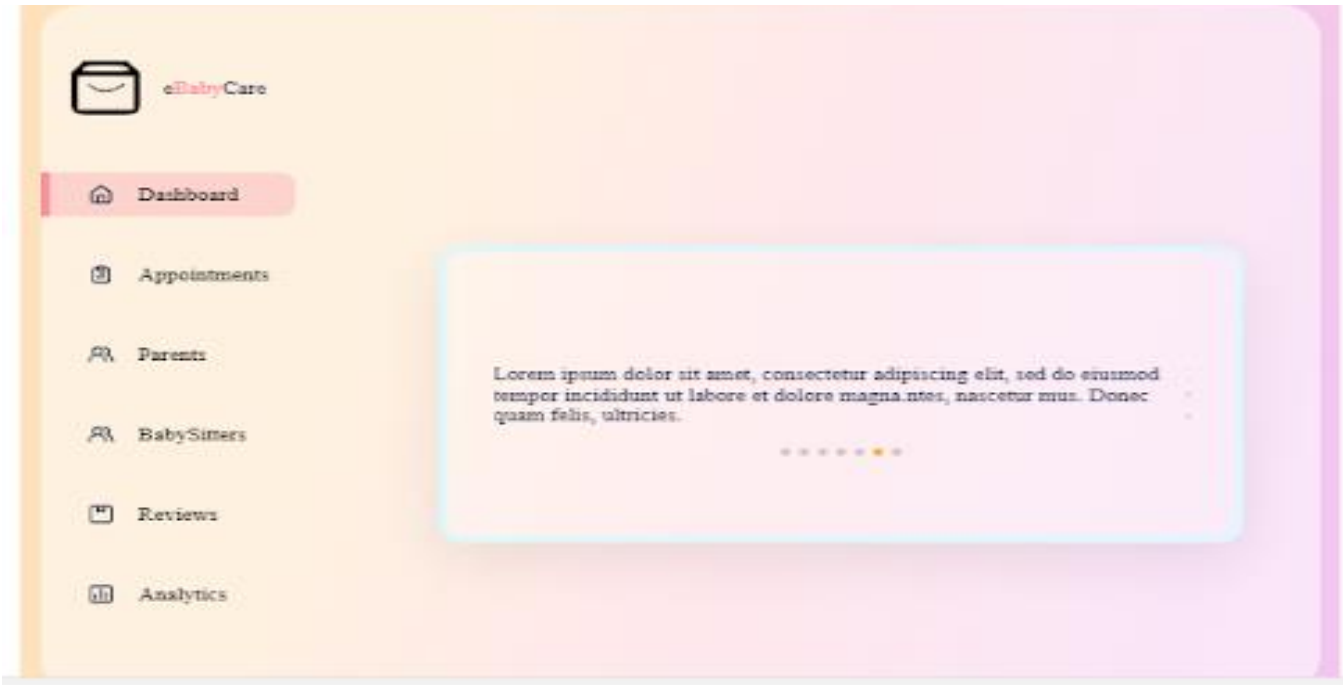 eBabyCare
Dashboard
Appointments
Parents
BabySitters
Reviews
Analytics
Lorem ipsum dolor sit amet, consectetur adipiscing elit, sed do eiusmod
tempor incididunt ut labore et dolore magna.ntes, nascetur mus. Donec
quam felis, ultricies.